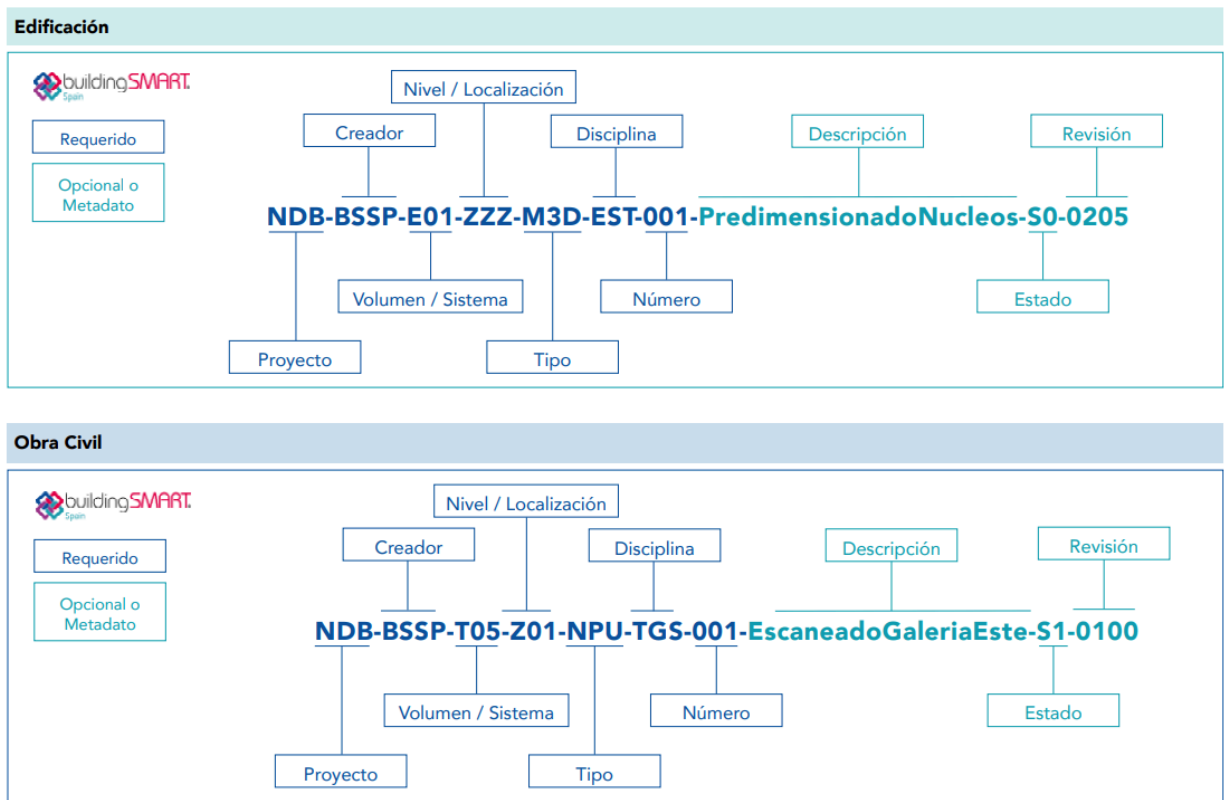 Edificación
buildingSMART.
Spain
Nivel / Localización
Requerido
Creador
Disciplina
Descripción
Revisión
Opcional o
Metadato
NDB-BSSP-E01-ZZZ-M3D-EST-001-PredimensionadoNucleos-S0-0205
Volumen / Sistema
Número
Estado
Proyecto
Tipo
Obra Civil
buildingSMART.
Spain
Nivel / Localización
Requerido
Creador
Disciplina
Descripción
Revisión
Opcional o
Metadato
NDB-BSSP-T05-Z01-NPU-TGS-001-EscaneadoGaleriaEste-S1-0100
Volumen / Sistema
Número
Estado
Proyecto
Tipo